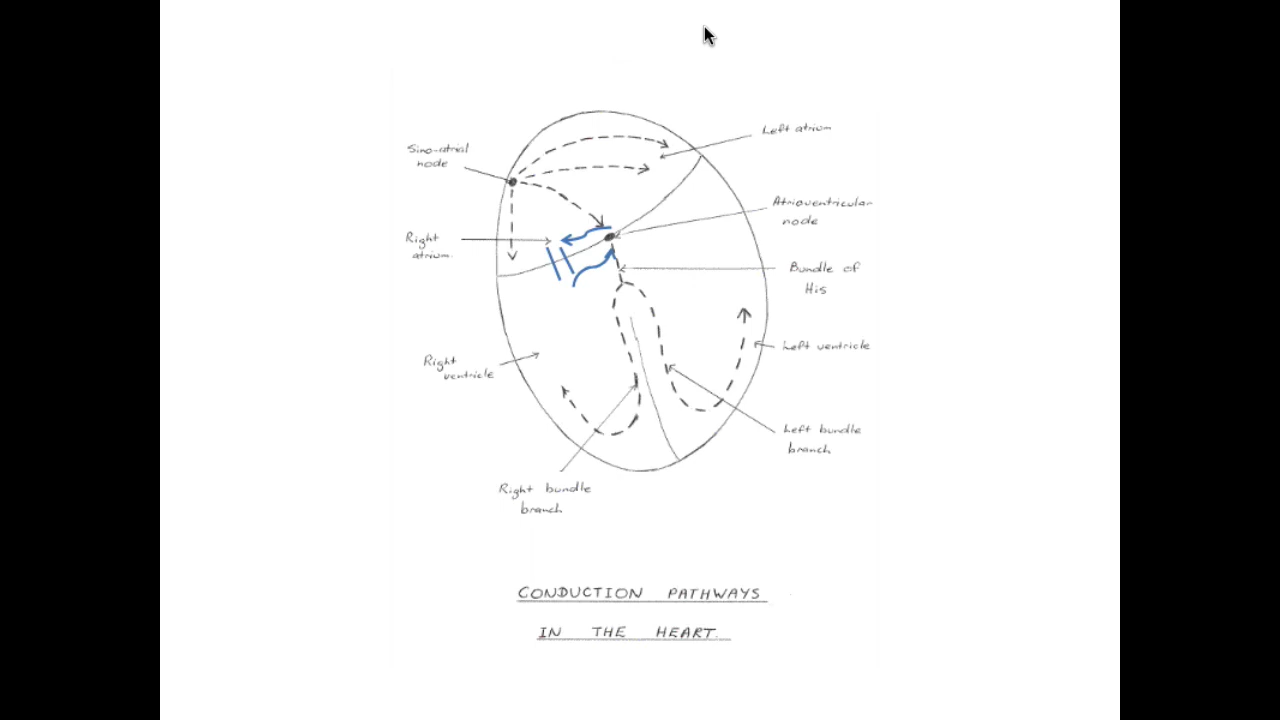 Sino-atrial
node
Left atrium
Atrioventricular
node
Right
atrium.
Bundle of
His
Left ventricle
Right
ventricle
Left bundle
branch
Right bundle
branch
CONDUCTION PATHWAYS
IN THE HEART.